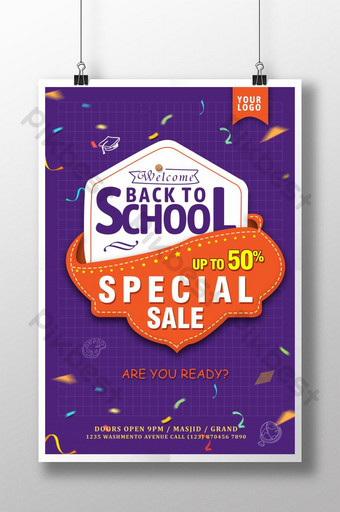 YOUR
LOGO
Welcome
BACK TO
SCHOOL
UP TO 50%
SPECIAL
SALE
ARE YOU READY?
DOORS OPEN 9PM / MASJID / GRAND
1235 WASHMENTO AVENUE CALL (123) 870456 7890